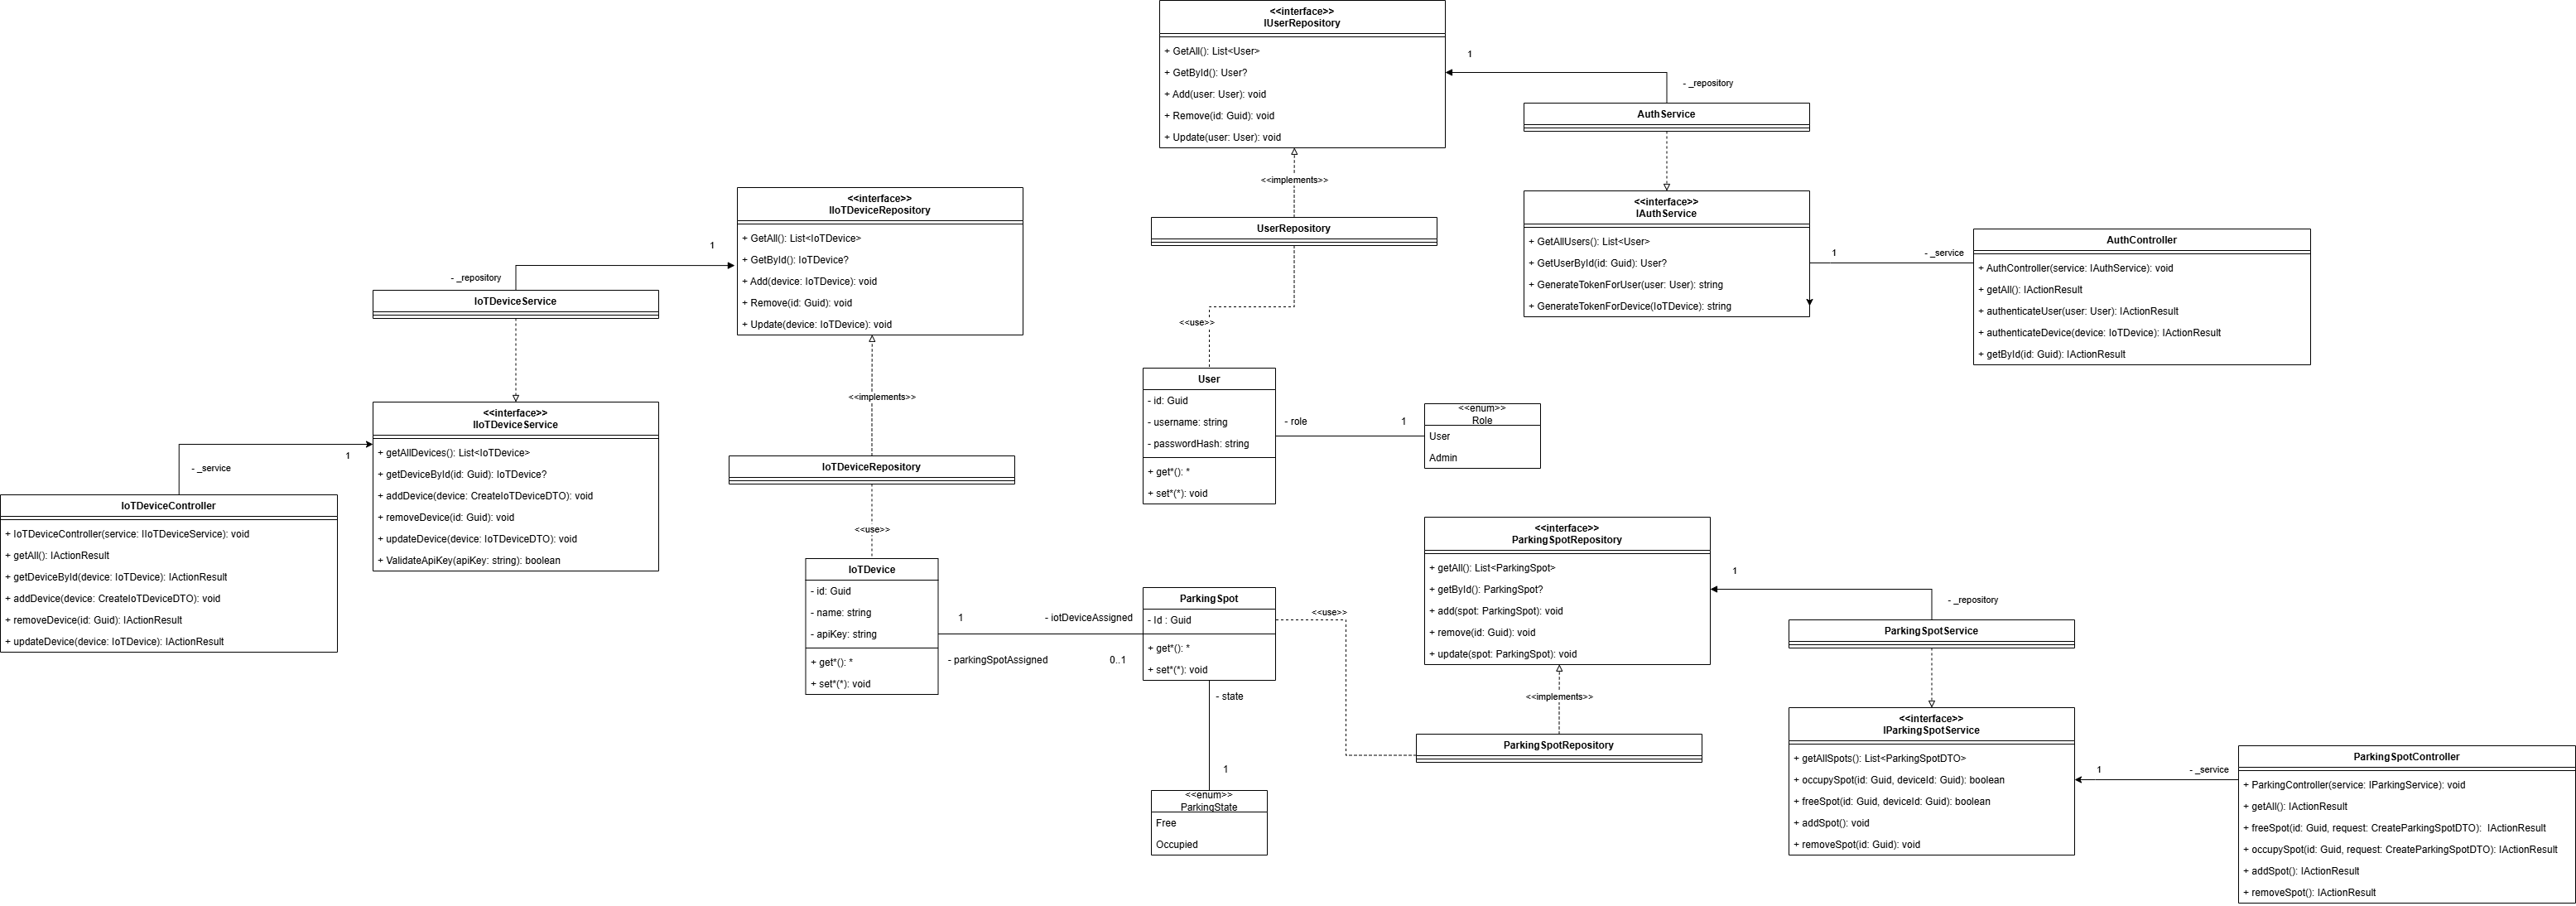 <<interface>>
IUserRepository
+ GetAll(): List<User>
+ GetById(): User?
+ Add(user: User): void
+ Remove(id: Guid): void
+ Update(user: User): void
1
- _repository
AuthService
<<implements>>
UserRepository
<<interface>>
IAuthService
+ GetAllUsers(): List<User>
+ GetUserById(id: Guid): User?
+ GenerateTokenForUser(user: User): string
+ GenerateTokenForDevice(IoTDevice): string
1
- _service
AuthController
+ AuthController(service: IAuthService): void
+ getAll(): IActionResult
+ authenticateUser(user: User): IActionResult
+ authenticateDevice(device: IoTDevice): IActionResult
+ getById(id: Guid): IActionResult
<<interface>>
IIoTDeviceRepository
+ GetAll(): List<IoTDevice>
+ GetById(): IoTDevice?
+ Add(device: IoTDevice): void
+ Remove(id: Guid): void
+ Update(device: IoTDevice): void
1
- _repository
IoTDeviceService
<<interface>>
IIoTDeviceService
+ getAllDevices(): List<IoTDevice>
+ getDeviceById(id: Guid): IoTDevice?
+ addDevice(device: CreateIoTDeviceDTO): void
+ removeDevice(id: Guid): void
+ updateDevice(device: IoTDeviceDTO): void
+ ValidateApiKey(apiKey: string): boolean
1
- _service
IoTDeviceController
+ IoTDeviceController(service: IIoTDeviceService): void
+ getAll(): IActionResult
+ getDeviceById(device: IoTDevice): IActionResult
+ addDevice(device: CreateIoTDeviceDTO): void
+ removeDevice(id: Guid): IActionResult
+ updateDevice(device: IoTDevice): IActionResult
<<implements>>
IoTDeviceRepository
<<use>>
IoTDevice
- id: Guid
- name: string
- apiKey: string
+ get*(): *
+ set*(*): void
1
- iotDeviceAssigned
- parkingSpotAssigned
0..1
<<use>>
User
- id: Guid
- username: string
- passwordHash: string
+ get*(): *
+ set*(*): void
- role
1
<<enum>>
Role
User
Admin
ParkingSpot
- Id : Guid
+ get*(): *
+ set*(*): void
- state
1
<<enum>>
ParkingState
Free
Occupied
<<use>>
<<interface>>
ParkingSpotRepository
+ getAll(): List<ParkingSpot>
+ getById(): ParkingSpot?
+ add(spot: ParkingSpot): void
+ remove(id: Guid): void
+ update(spot: ParkingSpot): void
<<implements>>
ParkingSpotRepository
1
- _repository
ParkingSpotService
<<interface>>
IParkingSpotService
+ getAllSpots(): List<ParkingSpotDTO>
+ occupySpot(id: Guid, deviceId: Guid): boolean
+ freeSpot(id: Guid, deviceId: Guid): boolean
+ addSpot(): void
+ removeSpot(id: Guid): void
1
- _service
ParkingSpotController
+ ParkingController(service: IParkingService): void
+ getAll(): IActionResult
+ freeSpot(id: Guid, request: CreateParkingSpotDTO):  IActionResult
+ occupySpot(id: Guid, request: CreateParkingSpotDTO): IActionResult
+ addSpot(): IActionResult
+ removeSpot(): IActionResult